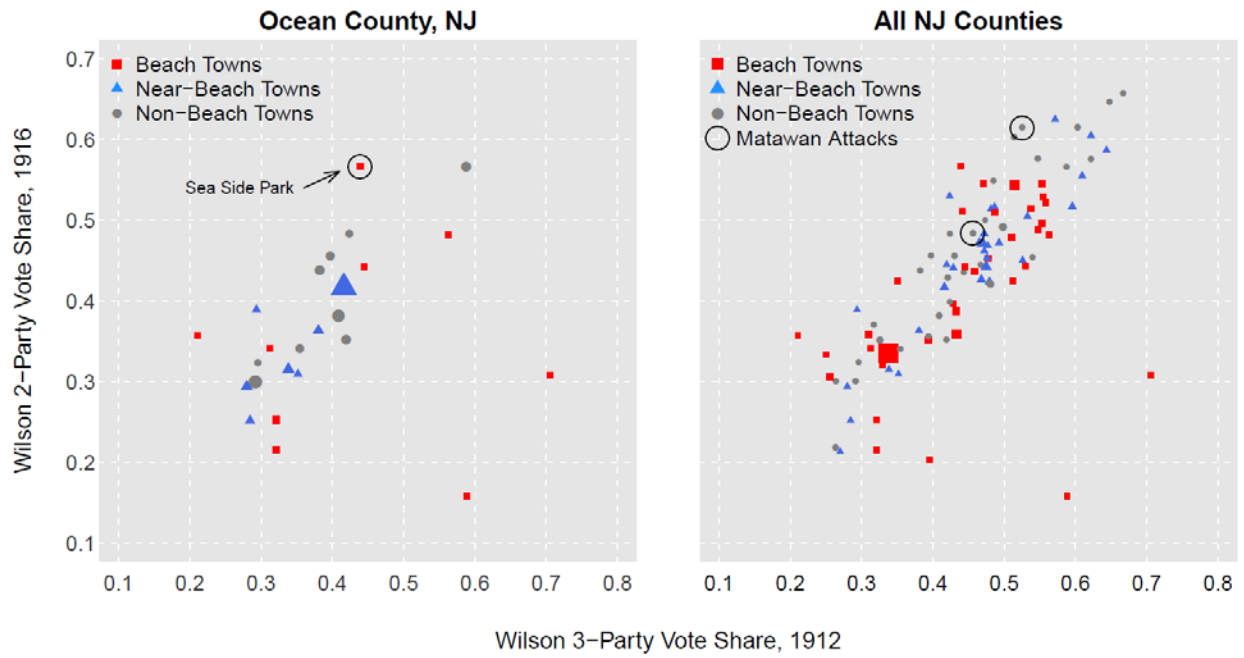 Ocean County, NJ
All NJ Counties
Wilson 2−Party Vote Share, 1916
0.7
0.6
0.5
0.4
0.3
0.2
0.1
Beach Towns
Near−Beach Towns
Non−Beach Towns
Sea Side Park
0.1 0.2 0.3 0.4 0.5 0.6 0.7 0.8
Beach Towns
Near−Beach Towns
Non−Beach Towns
Matawan Attacks
0.1 0.2 0.3 0.4 0.5 0.6 0.7 0.8
Wilson 3−Party Vote Share, 1912